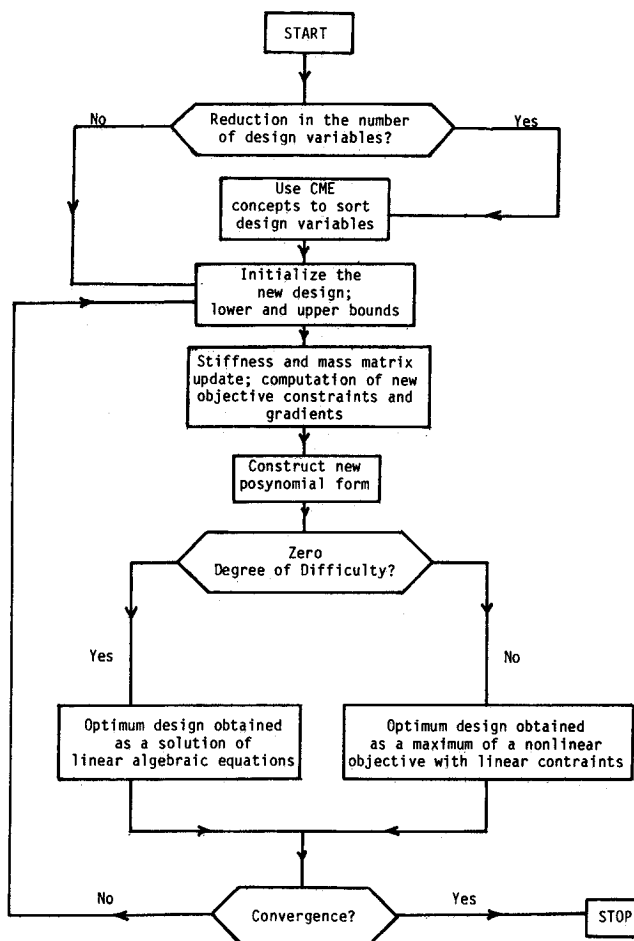 START
No
Reduction in the number
of design variables?
Yes
Use CME
concepts to sort
design variables
Initialize the
new design;
lower and upper bounds
Stiffness and mass matrix
update; computation of new
objective constraints and
gradients
Construct new
posynomial form
Zero
Degree of Difficulty?
Yes
No
Optimum design obtained
as a solution of
linear algebraic equations
Optimum design obtained
as a maximum of a nonlinear
objective with linear contraints
No
Convergence?
Yes
STOP